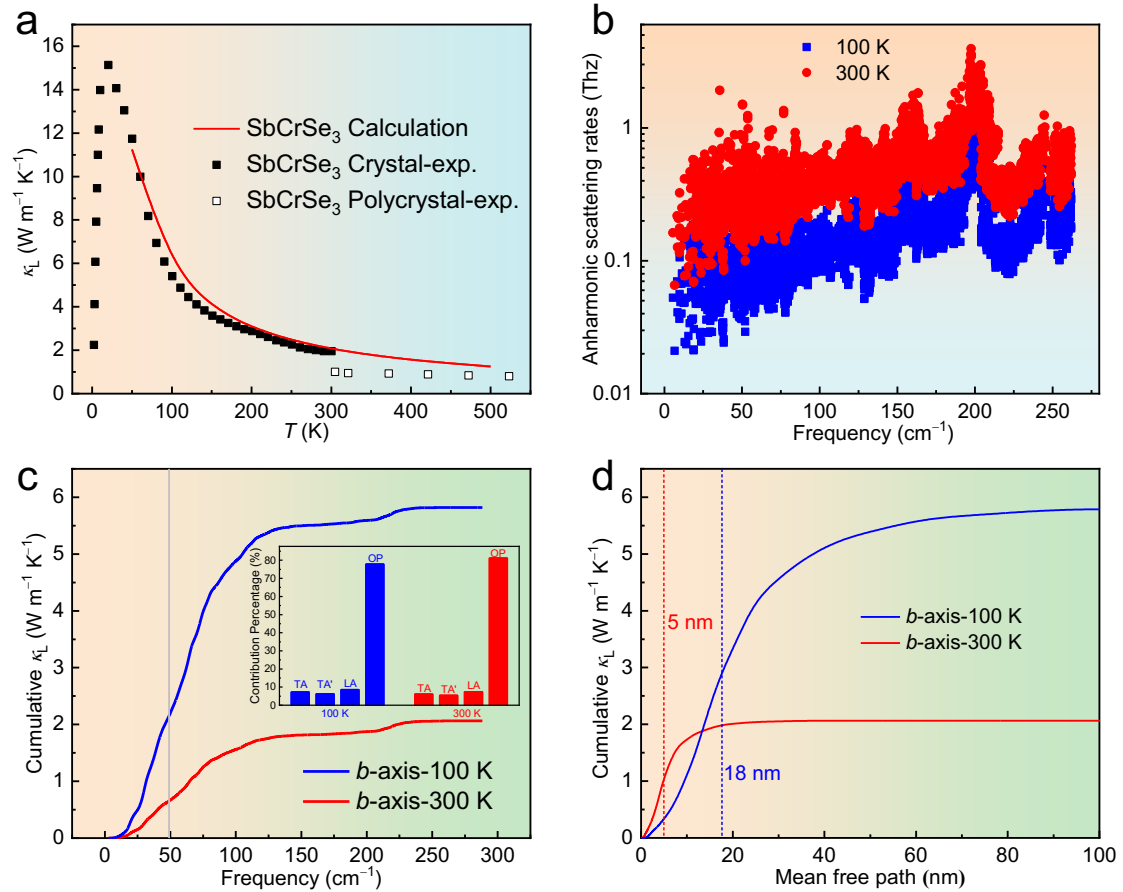 a
16
14
12
10
8
6
4
2
0
κL (W m⁻¹ K⁻¹)
SbCrSe₃ Calculation
SbCrSe₃ Crystal-exp.
SbCrSe₃ Polycrystal-exp.
0 100 200 300 400 500
T (K)
b
1
0.1
0.01
Anharmonic scattering rates (Thz)
100 K
300 K
0 50 100 150 200 250
Frequency (cm⁻¹)
c
6
5
4
3
2
1
0
Cumulative κL (W m⁻¹ K⁻¹)
80
70
60
50
40
30
20
10
0
Contribution Percentage (%)
TA TA' LA OP
TA TA' LA OP
100 K 300 K
b-axis-100 K
b-axis-300 K
0 50 100 150 200 250 300
Frequency (cm⁻¹)
d
6
5
4
3
2
1
0
Cumulative κL (W m⁻¹ K⁻¹)
5 nm
18 nm
b-axis-100 K
b-axis-300 K
0 20 40 60 80 100
Mean free path (nm)